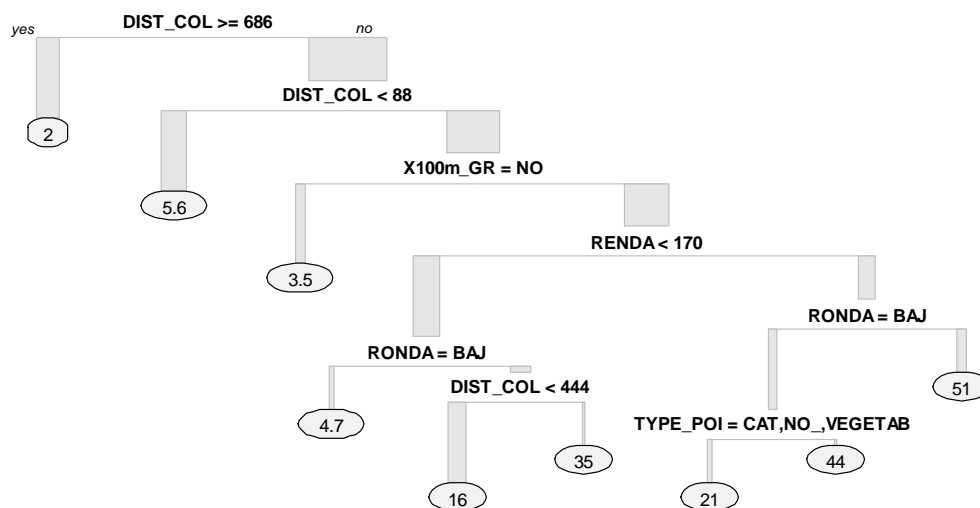 DIST_COL >= 686
yes
no
DIST_COL < 88
2
X100m_GR = NO
5.6
RENDA < 170
3.5
RONDA = BAJ
RONDA = BAJ
DIST_COL < 444
51
4.7
TYPE_POI = CAT,NO_,VEGETAB
35
44
16
21